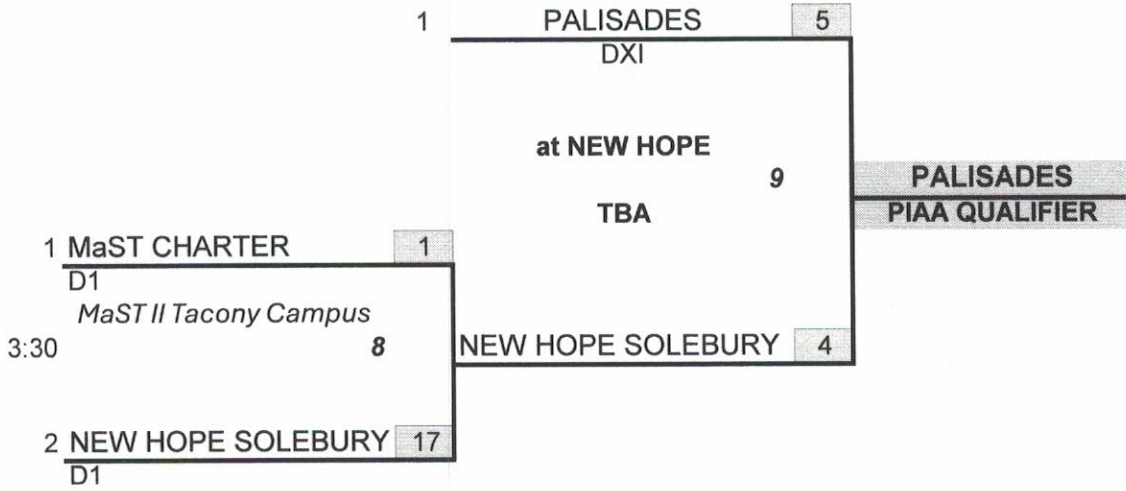 1 PALISADES 5
DXI
at NEW HOPE
9
PALISADES
TBA
PIAA QUALIFIER
1 MaST CHARTER 1
D1
MaST II Tacony Campus
3:30 8 NEW HOPE SOLEBURY 4
2 NEW HOPE SOLEBURY 17
D1